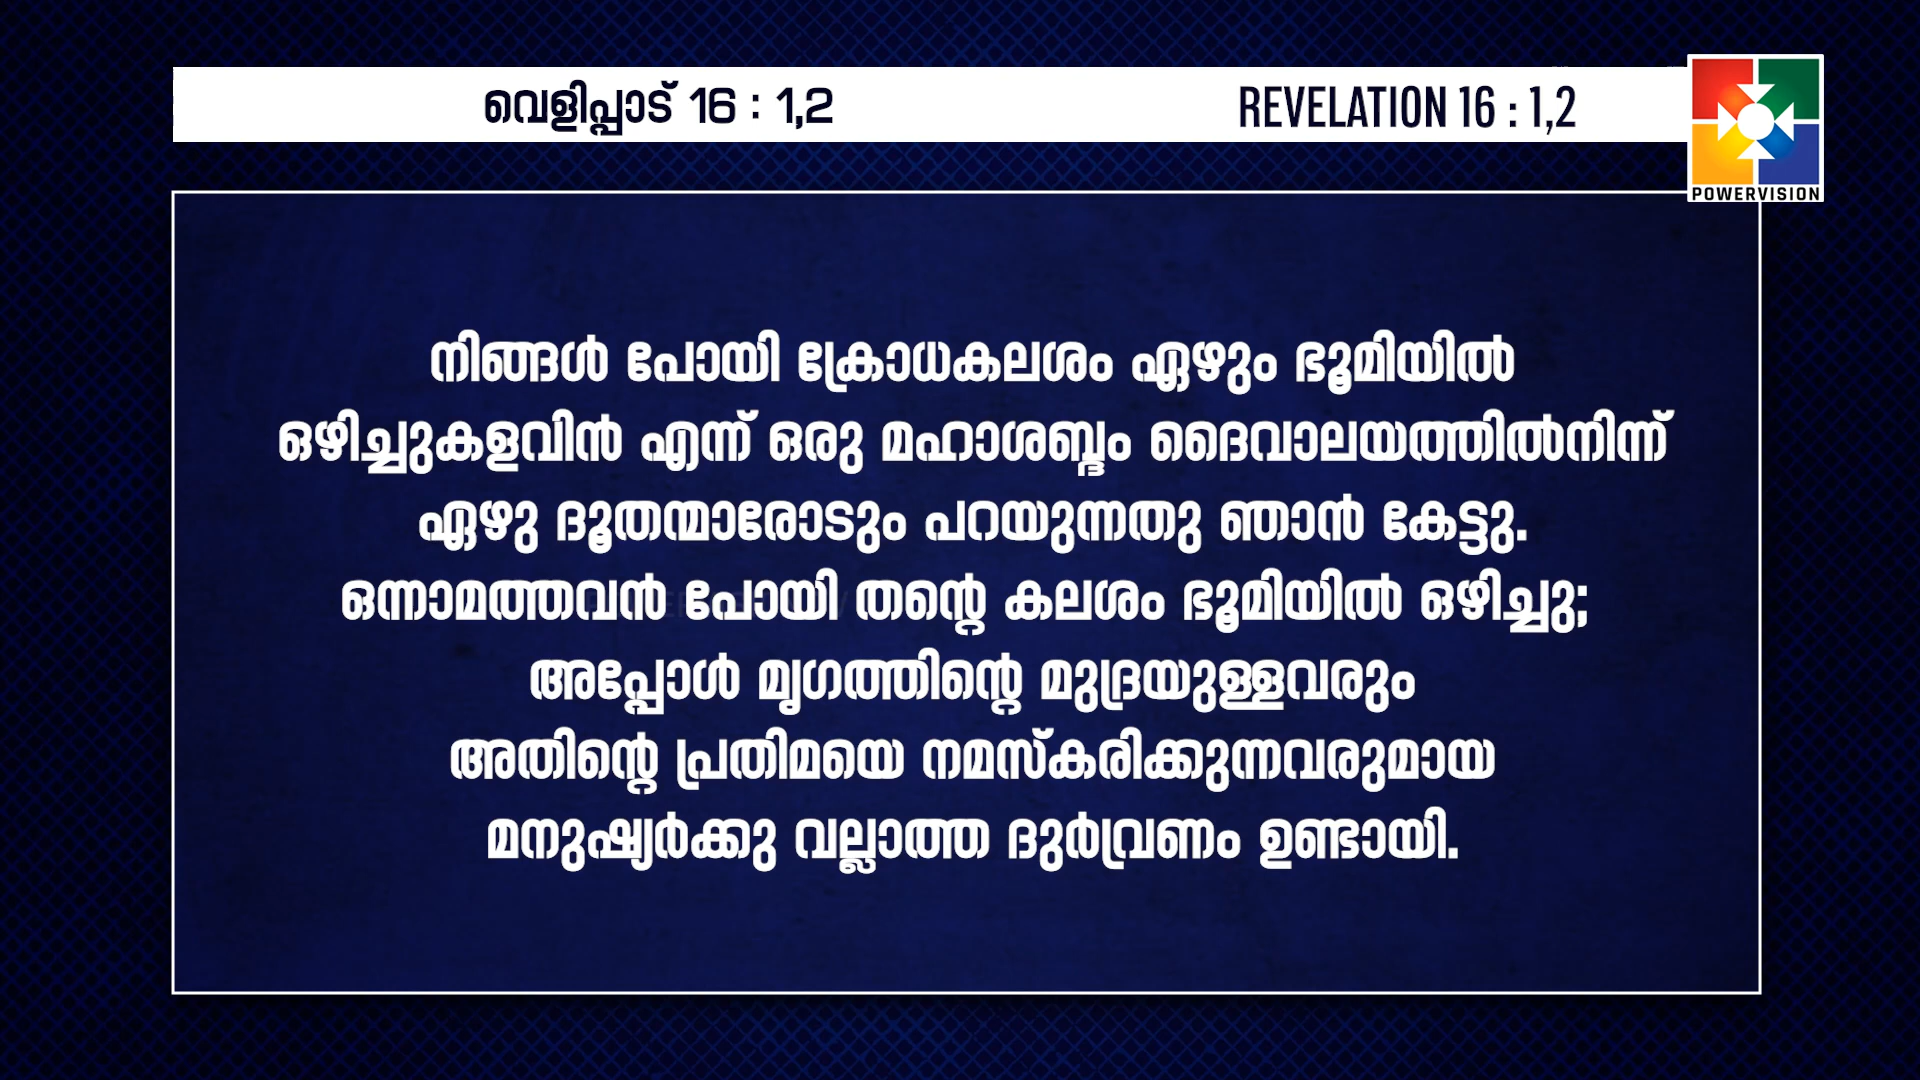 വെളിപ്പാട് 16 : 1,2
REVELATION 16 : 1,2
POWERVISION
നിങ്ങൾ പോയി ക്രോധകലശം ഏഴും ഭൂമിയിൽ
ഒഴിച്ചുകളവിൻ എന്ന് ഒരു മഹാശബ്ദം ദൈവാലയത്തിൽനിന്ന്
ഏഴു ദൂതന്മാരോടും പറയുന്നതു ഞാൻ കേട്ടു.
ഒന്നാമത്തവൻ പോയി തന്റെ കലശം ഭൂമിയിൽ ഒഴിച്ചു;
അപ്പോൾ മൃഗത്തിന്റെ മുദ്രയുള്ളവരും
അതിന്റെ പ്രതിമയെ നമസ്കരിക്കുന്നവരുമായ
മനുഷ്യർക്കു വല്ലാത്ത ദുർവ്രണം ഉണ്ടായി.